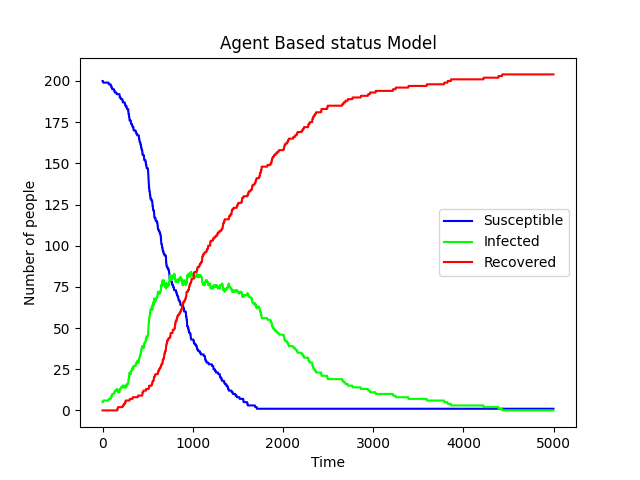 Agent Based status Model
Number of people
200
175
150
125
100
75
50
25
0
Susceptible
Infected
Recovered
0 1000 2000 3000 4000 5000
Time